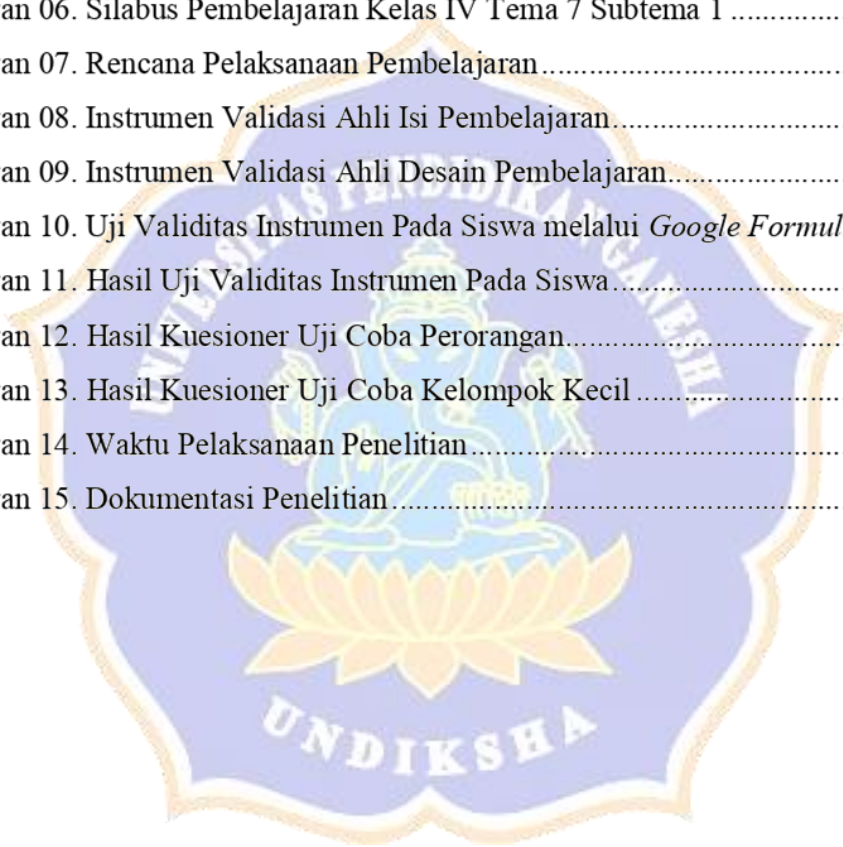 an 06. Silabus Pembelajaran Kelas IV Tema 7 Subtema 1 ..............
an 07. Rencana Pelaksanaan Pembelajaran......................................
an 08. Instrumen Validasi Ahli Isi Pembelajaran.............................
an 09. Instrumen Validasi Ahli Desain Pembelajaran......................
an 10. Uji Validitas Instrumen Pada Siswa melalui Google Formul
an 11. Hasil Uji Validitas Instrumen Pada Siswa.............................
an 12. Hasil Kuesioner Uji Coba Perorangan...................................
an 13. Hasil Kuesioner Uji Coba Kelompok Kecil ..........................
an 14. Waktu Pelaksanaan Penelitian...............................................
an 15. Dokumentasi Penelitian.........................................................
UNIVERSITAS PENDIDIKAN GANESHA
UNDIKSHA